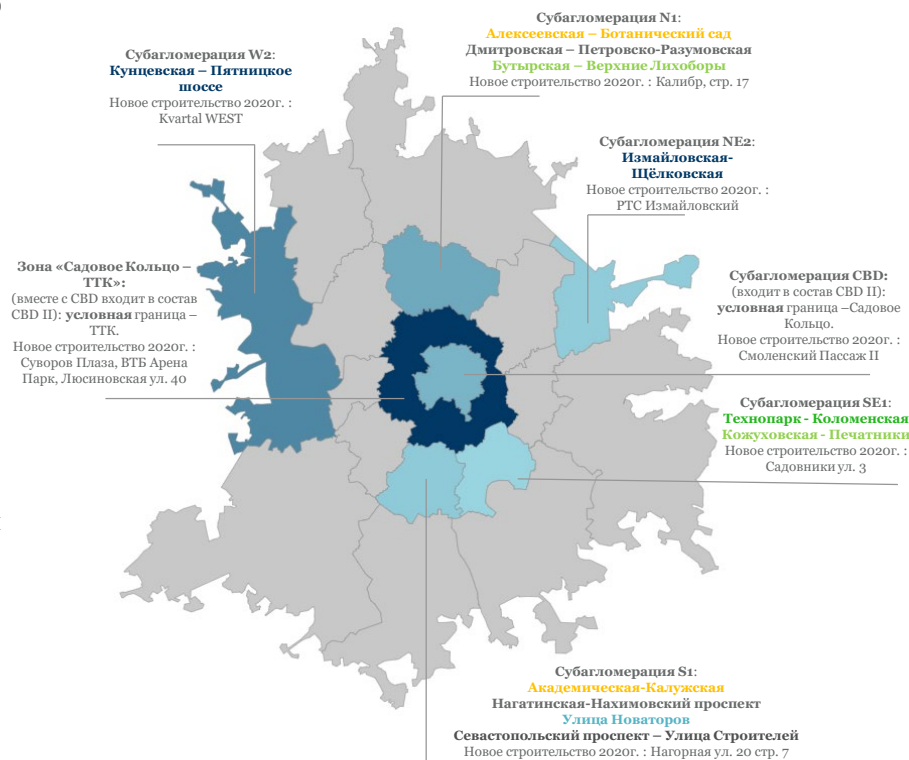 Субагломерация N1:
Алексеевская – Ботанический сад
Дмитровская – Петровско-Разумовская
Бутырская – Верхние Лихоборы
Новое строительство 2020г. : Калибр, стр. 17
Субагломерация W2:
Кунцевская – Пятницкое
шоссе
Новое строительство 2020г. :
Kvartal WEST
Субагломерация NE2:
Измайловская-
Щёлковская
Новое строительство 2020г. :
РТС Измайловский
Зона «Садовое Кольцо –
ТТК»:
(вместе с CBD входит в состав
CBD II): условная граница –
ТТК.
Новое строительство 2020г. :
Суворов Плаза, ВТБ Арена
Парк, Люсиновская ул. 40
Субагломерация CBD:
(входит в состав CBD II):
условная граница –Садовое
Кольцо.
Новое строительство 2020г. :
Смоленский Пассаж II
Субагломерация SE1:
Технопарк - Коломенская
Кожуховская - Печатники
Новое строительство 2020г. :
Садовники ул. 3
Субагломерация S1:
Академическая-Калужская
Нагатинская-Нахимовский проспект
Улица Новаторов
Севастопольский проспект – Улица Строителей
Новое строительство 2020г. : Нагорная ул. 20 стр. 7